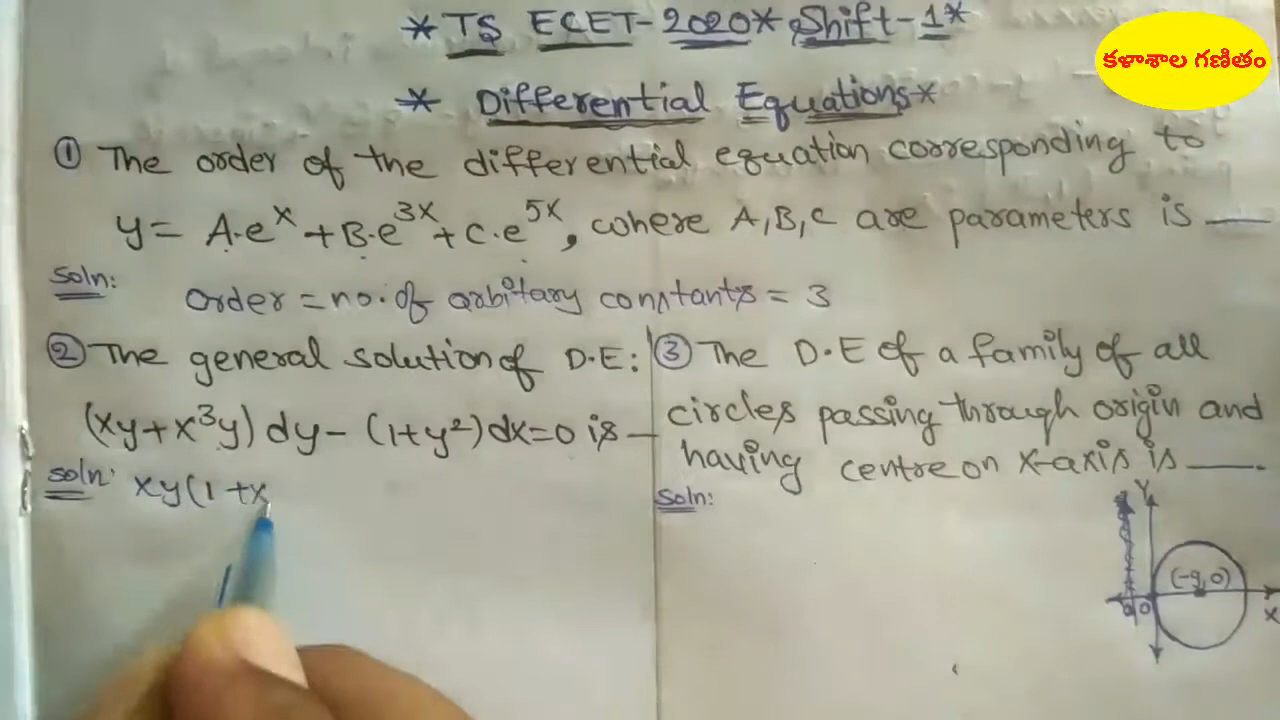 * TS ECET-2020* Shift-1*
కళాశాల గణితం
* Differential Equations*
① The order of the differential equation corresponding to
y = A.e^x + B.e^3x + C.e^5x, where A,B,C are parameters is ___
Soln:
Order = no. of arbitary constants = 3
② The general solution of D.E:
(xy+x³y) dy - (1+y²) dx=0 is —
Soln:
xy(1+x
③ The D.E of a family of all
circles passing through origin and
having centre on x-axis is ___.
Soln:
Y
(-g,0)
O
X